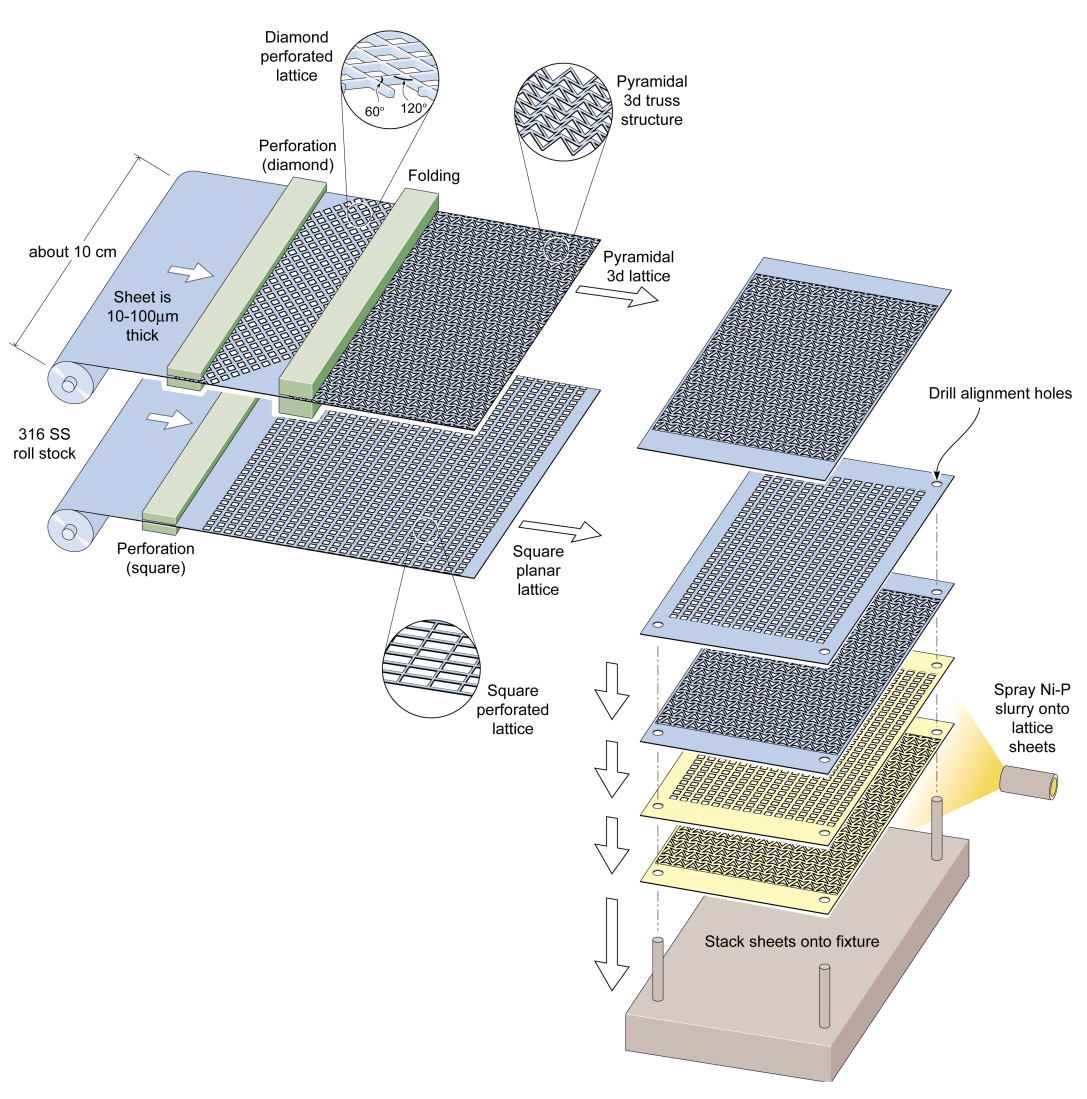 Diamond
perforated
lattice
60°
120°
Pyramidal
3d truss
structure
Perforation
(diamond)
Folding
about 10 cm
Sheet is
10-100μm
thick
Pyramidal
3d lattice
316 SS
roll stock
Drill alignment holes
Perforation
(square)
Square
planar
lattice
Square
perforated
lattice
Spray Ni-P
slurry onto
lattice
sheets
Stack sheets onto fixture